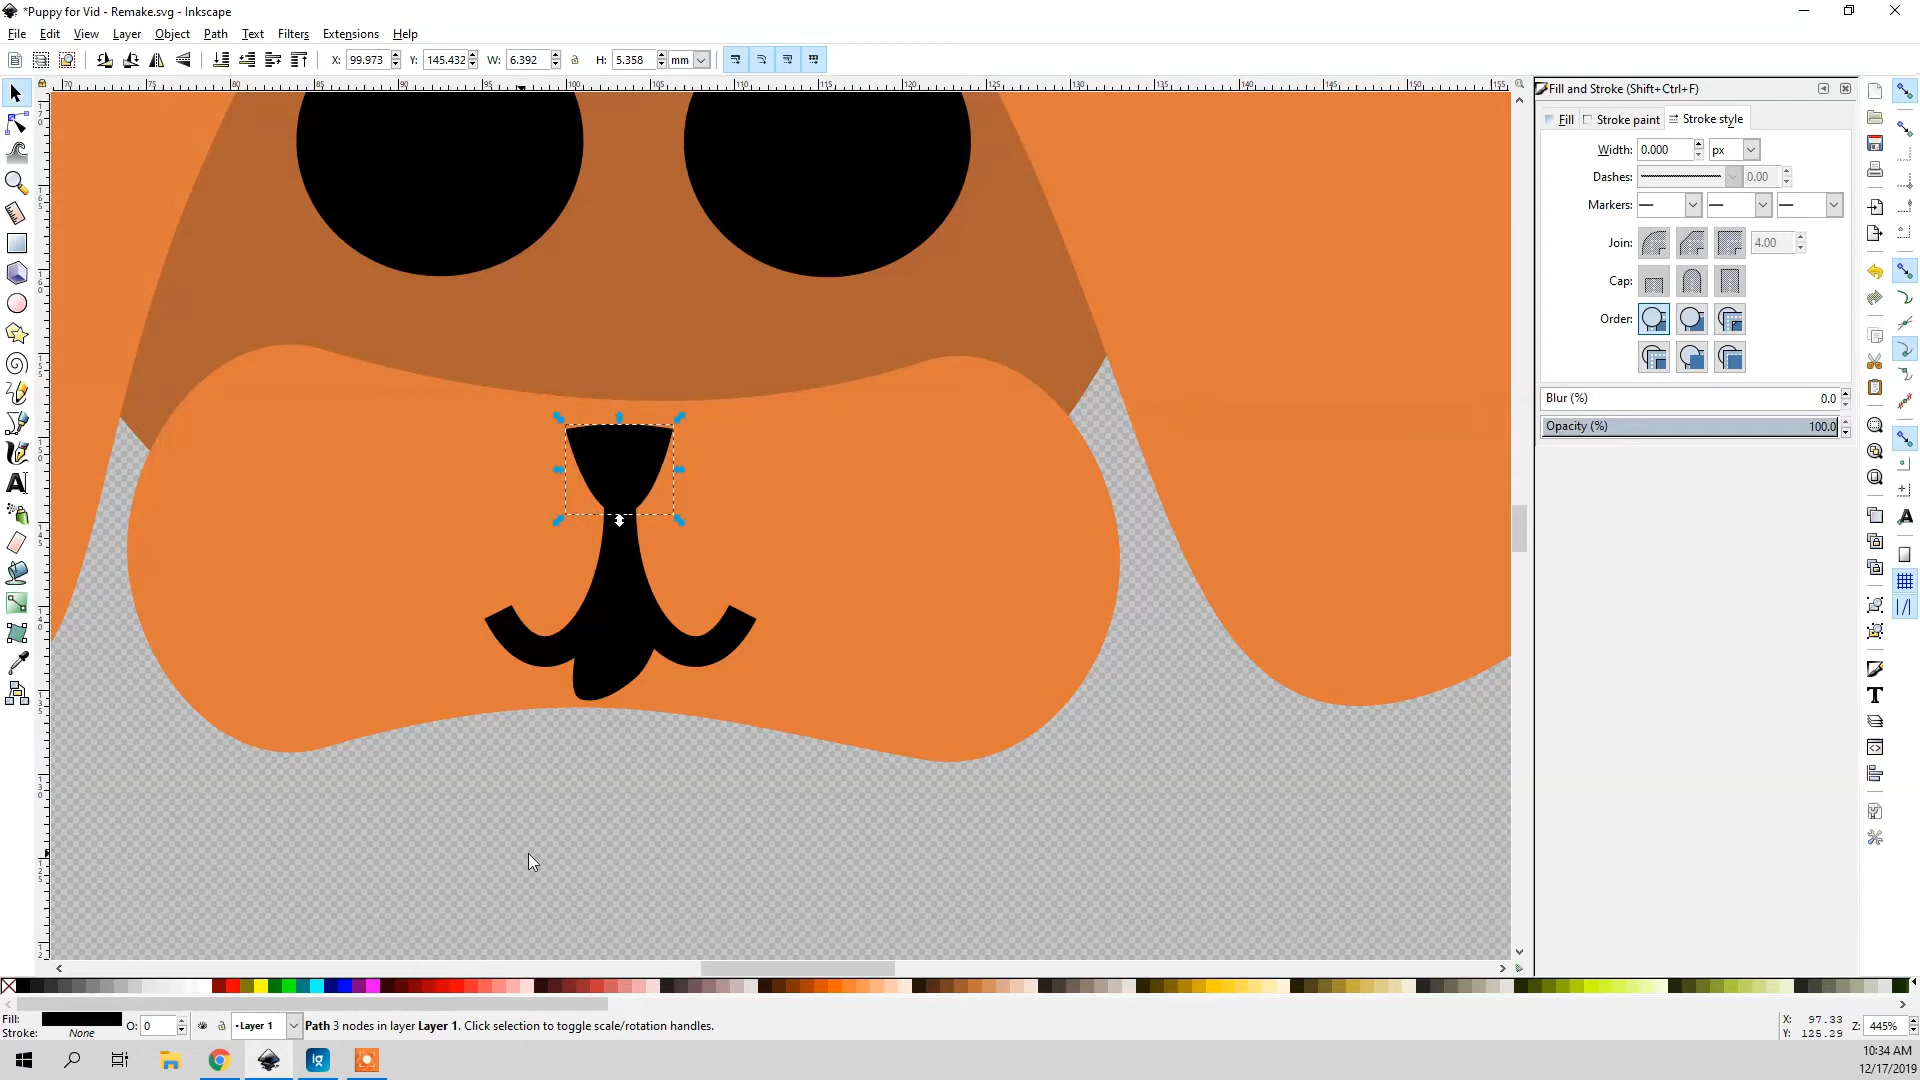 *Puppy for Vid - Remake.svg - Inkscape
File Edit View Layer Object Path Text Filters Extensions Help
X: 99.973 Y: 145.432 W: 6.392 H: 5.358 mm
Fill and Stroke (Shift+Ctrl+F)
Fill Stroke paint Stroke style
Width: 0.000 px
Dashes: 0.00
Markers:
Join: 4.00
Cap:
Order:
Blur (%) 0.0
Opacity (%) 100.0
Fill:
Stroke: None
O: 0
Layer 1
Path 3 nodes in layer Layer 1. Click selection to toggle scale/rotation handles.
X: 97.33
Y: 125.29
Z: 445%
10:34 AM
12/17/2019